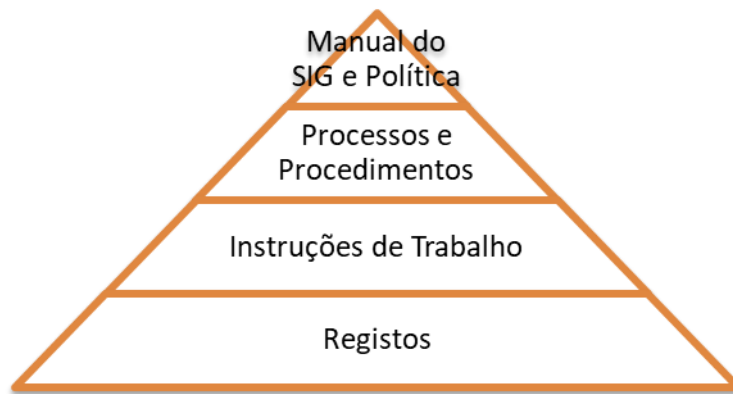 Manual do
SIG e Política
Processos e
Procedimentos
Instruções de Trabalho
Registos